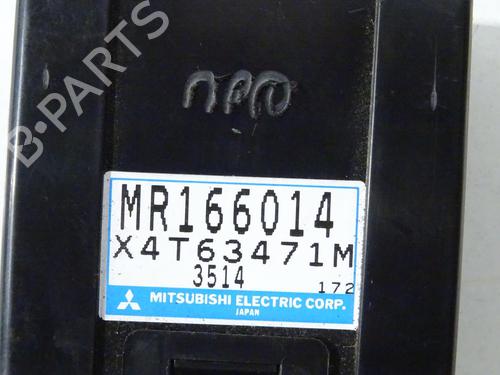 B-PARTS
MR166014
X4T63471M
3514
172
MITSUBISHI ELECTRIC CORP.
JAPAN